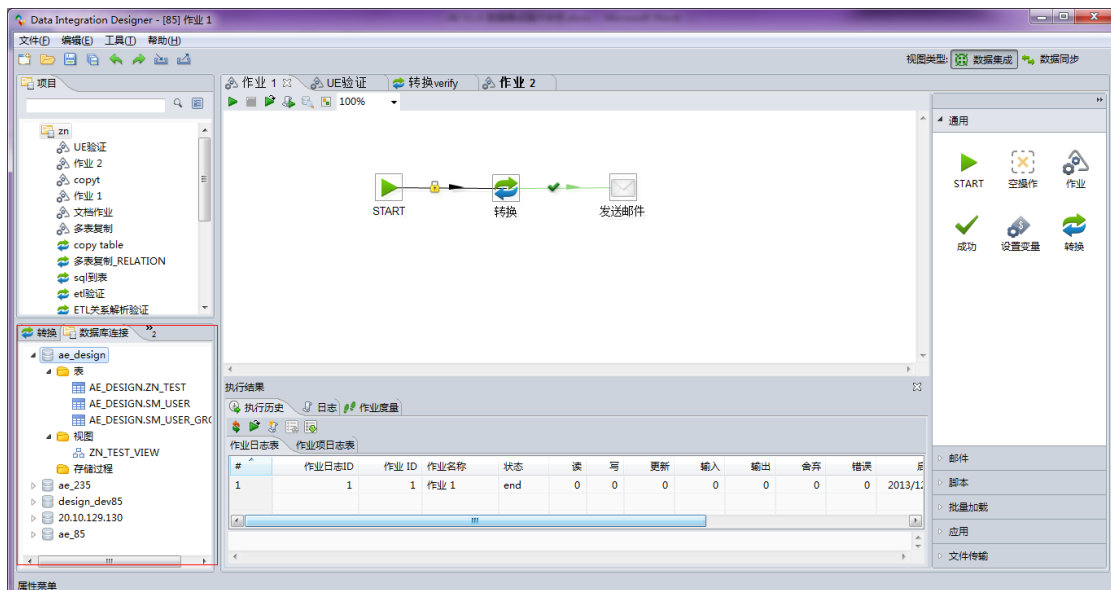 Data Integration Designer - [85] 作业 1
文件(F) 编辑(E) 工具(T) 帮助(H)
视图类型: 数据集成 数据同步
项目
zn
UE验证
作业 2
copyt
作业 1
文档作业
多表复制
copy table
多表复制_RELATION
sql到表
etl验证
ETL关系解析验证
转换 数据库连接 »2
ae_design
表
AE_DESIGN.ZN_TEST
AE_DESIGN.SM_USER
AE_DESIGN.SM_USER_GR
视图
ZN_TEST_VIEW
存储过程
ae_235
design_dev85
20.10.129.130
ae_85
属性菜单
作业 1 UE验证 转换verify 作业 2
100%
START 转换 发送邮件
执行结果
执行历史 日志 作业度量
作业日志表 作业项日志表
# 作业日志ID 作业 ID 作业名称 状态 读 写 更新 输入 输出 舍弃 错误
1 1 1 作业 1 end 0 0 0 0 0 0 0 2013/12
通用
START 空操作 作业
成功 设置变量 转换
邮件
脚本
批量加载
应用
文件传输